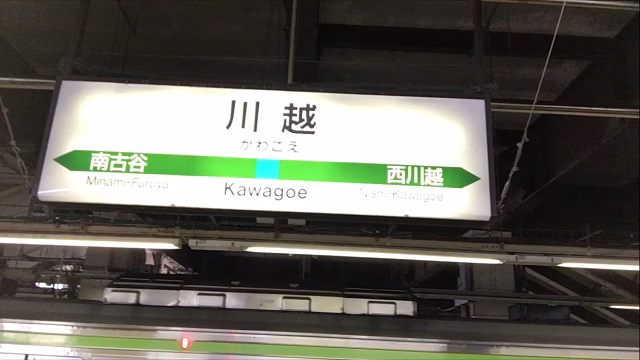 川越
かわごえ
南古谷
西川越
Minami-Furuya
Kawagoe
Nishi-Kawagoe